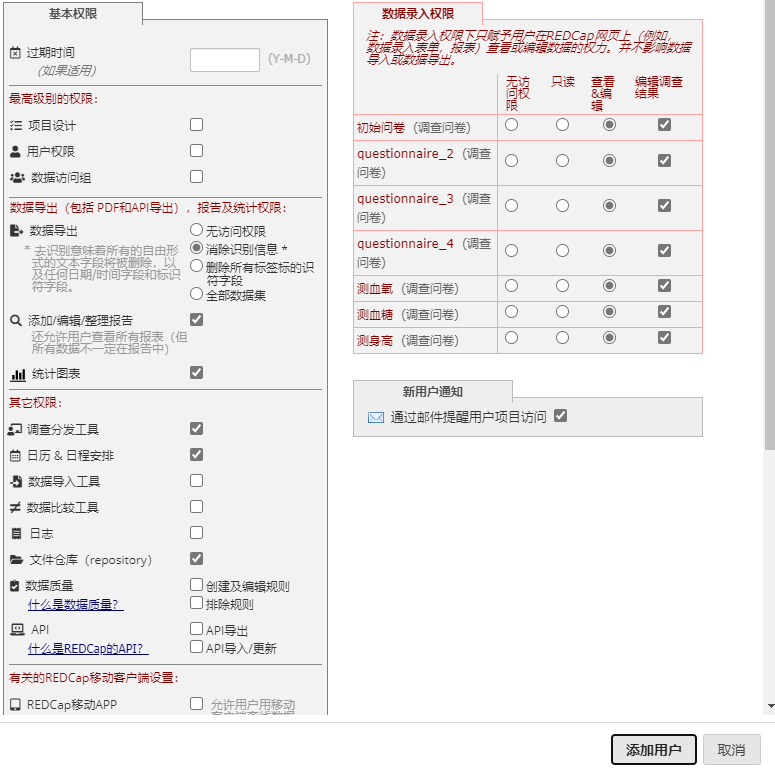 基本权限
过期时间
(如果适用)
(Y-M-D)
最高级别的权限：
项目设计
用户权限
数据访问组
数据导出（包括 PDF和API导出），报告及统计权限：
数据导出
* 去识别意味着所有的自由形
式的文本字段将被删除，以
及任何日期/时间字段和标识
符字段。
无访问权限
消除识别信息 *
删除所有标签标的识
符字段
全部数据集
添加/编辑/整理报告
还允许用户查看所有报表（但
所有数据不一定在报告中）
统计图表
其它权限：
调查分发工具
日历 & 日程安排
数据导入工具
数据比较工具
日志
文件仓库（repository）
数据质量
什么是数据质量？
创建及编辑规则
排除规则
API
什么是REDCap的API？
API导出
API导入/更新
有关的REDCap移动客户端设置：
REDCap移动APP
允许用户用移动
客户端离线数据
数据录入权限
注：数据录入权限下只赋予用户在REDCap网页上（例如，
数据录入表单，报表）查看或编辑数据的权力。并不影响数据
导入或数据导出。
无访
问权
限
只读
查看
&编
辑
编辑调查
结果
初始问卷（调查问卷）
questionnaire_2（调查
问卷）
questionnaire_3（调查
问卷）
questionnaire_4（调查
问卷）
测血氧（调查问卷）
测血糖（调查问卷）
测身高（调查问卷）
新用户通知
通过邮件提醒用户项目访问
添加用户
取消